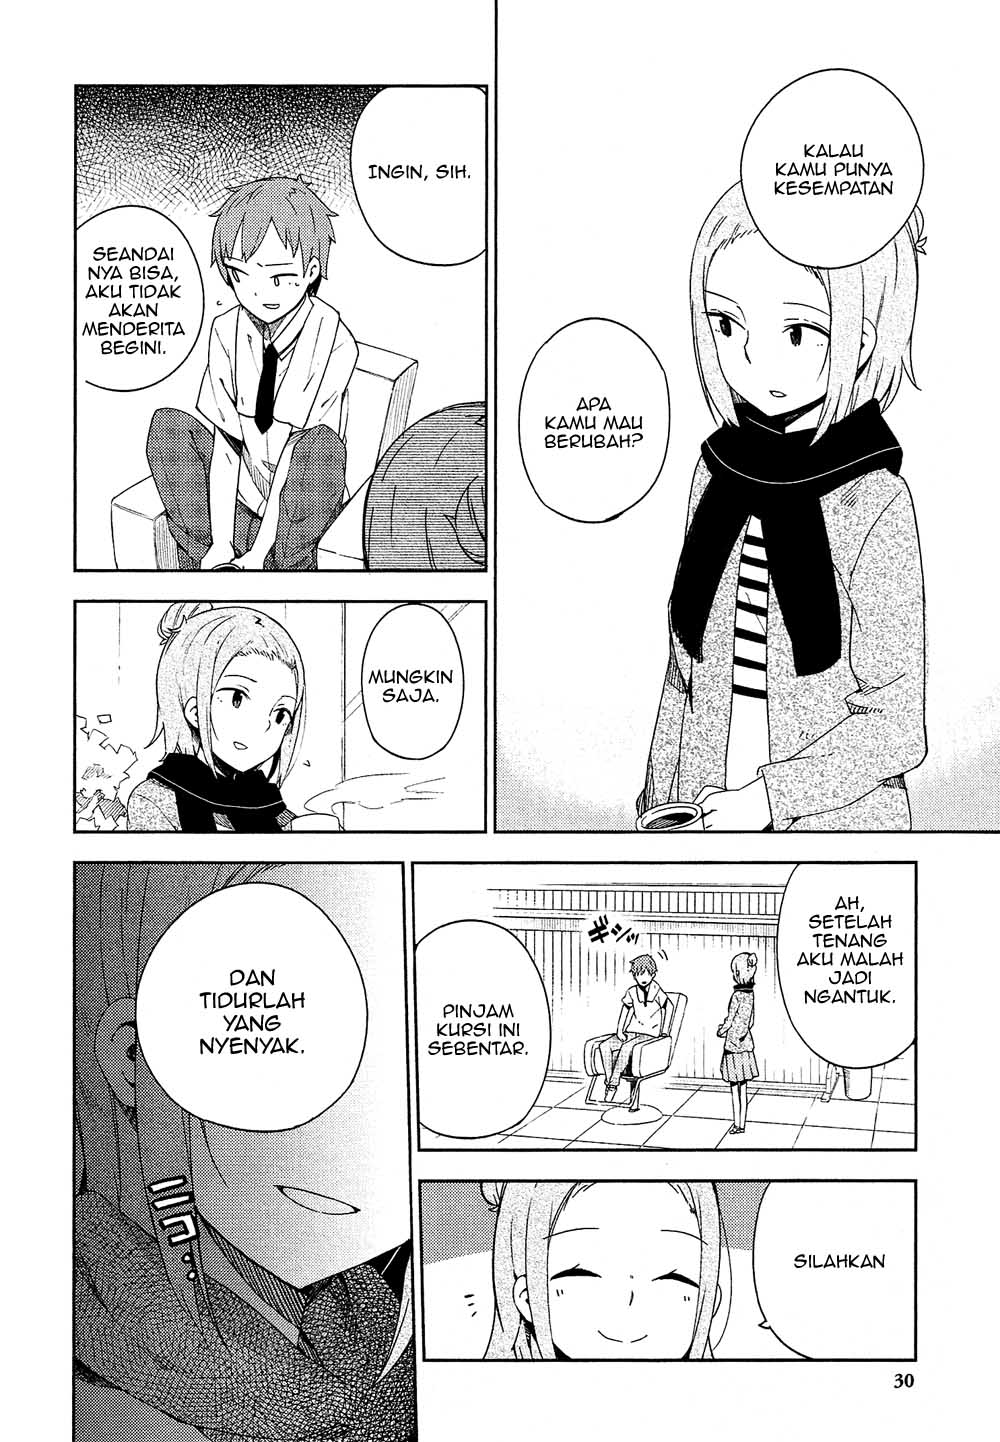 KALAU
KAMU PUNYA
KESEMPATAN
APA
KAMU MAU
BERUBAH?
INGIN, SIH.
SEANDAI
NYA BISA,
AKU TIDAK
AKAN
MENDERITA
BEGINI.
MUNGKIN
SAJA.
AH,
SETELAH
TENANG
AKU MALAH
JADI
NGANTUK.
ギシッ
PINJAM
KURSI INI
SEBENTAR.
SILAHKAN
DAN
TIDURLAH
YANG
NYENYAK.
ニコ…
30